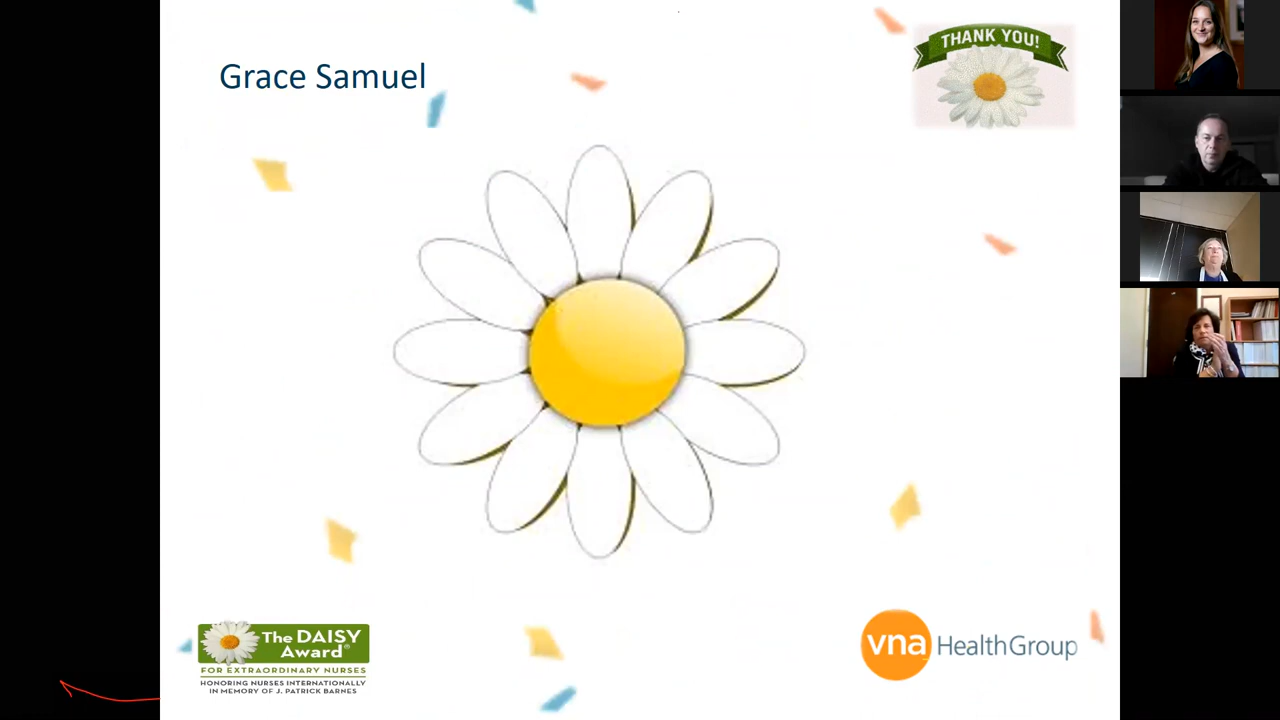 Grace Samuel
THANK YOU!
The DAISY
Award®
FOR EXTRAORDINARY NURSES
HONORING NURSES INTERNATIONALLY
IN MEMORY OF J. PATRICK BARNES
vna HealthGroup